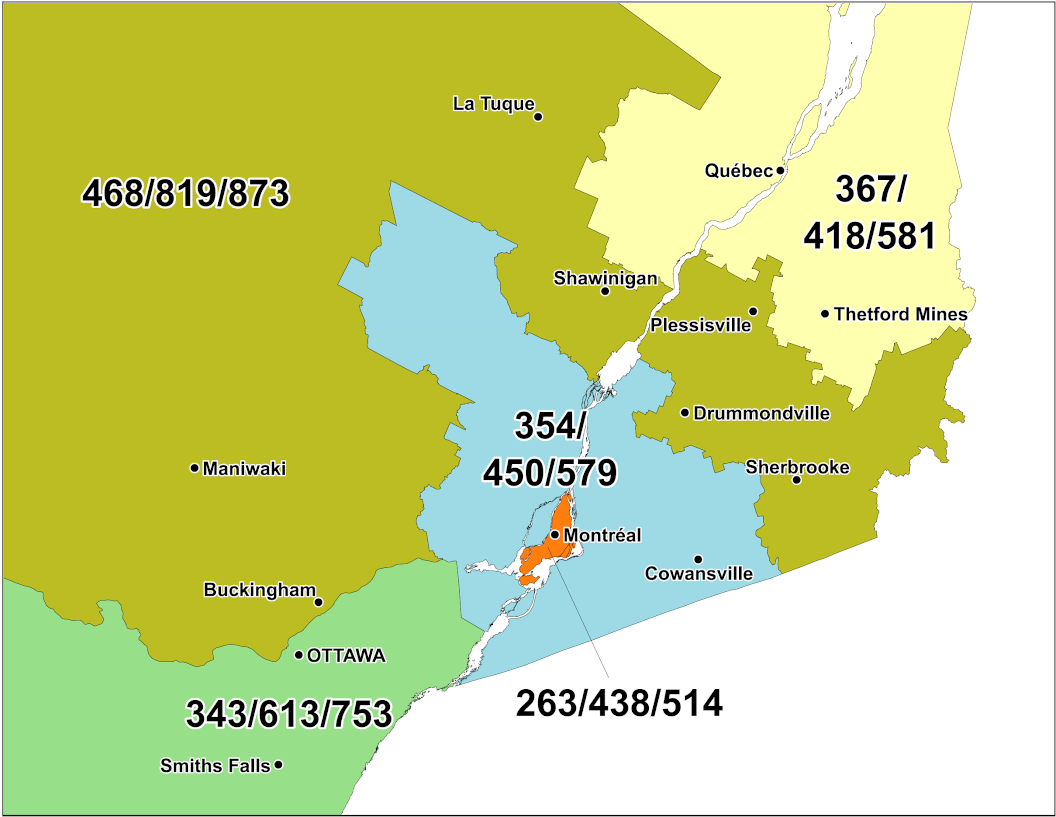 La Tuque
Québec
468/819/873
367/
418/581
Shawinigan
Plessisville
Thetford Mines
354/
450/579
Drummondville
Maniwaki
Sherbrooke
Montréal
Cowansville
Buckingham
OTTAWA
343/613/753
263/438/514
Smiths Falls